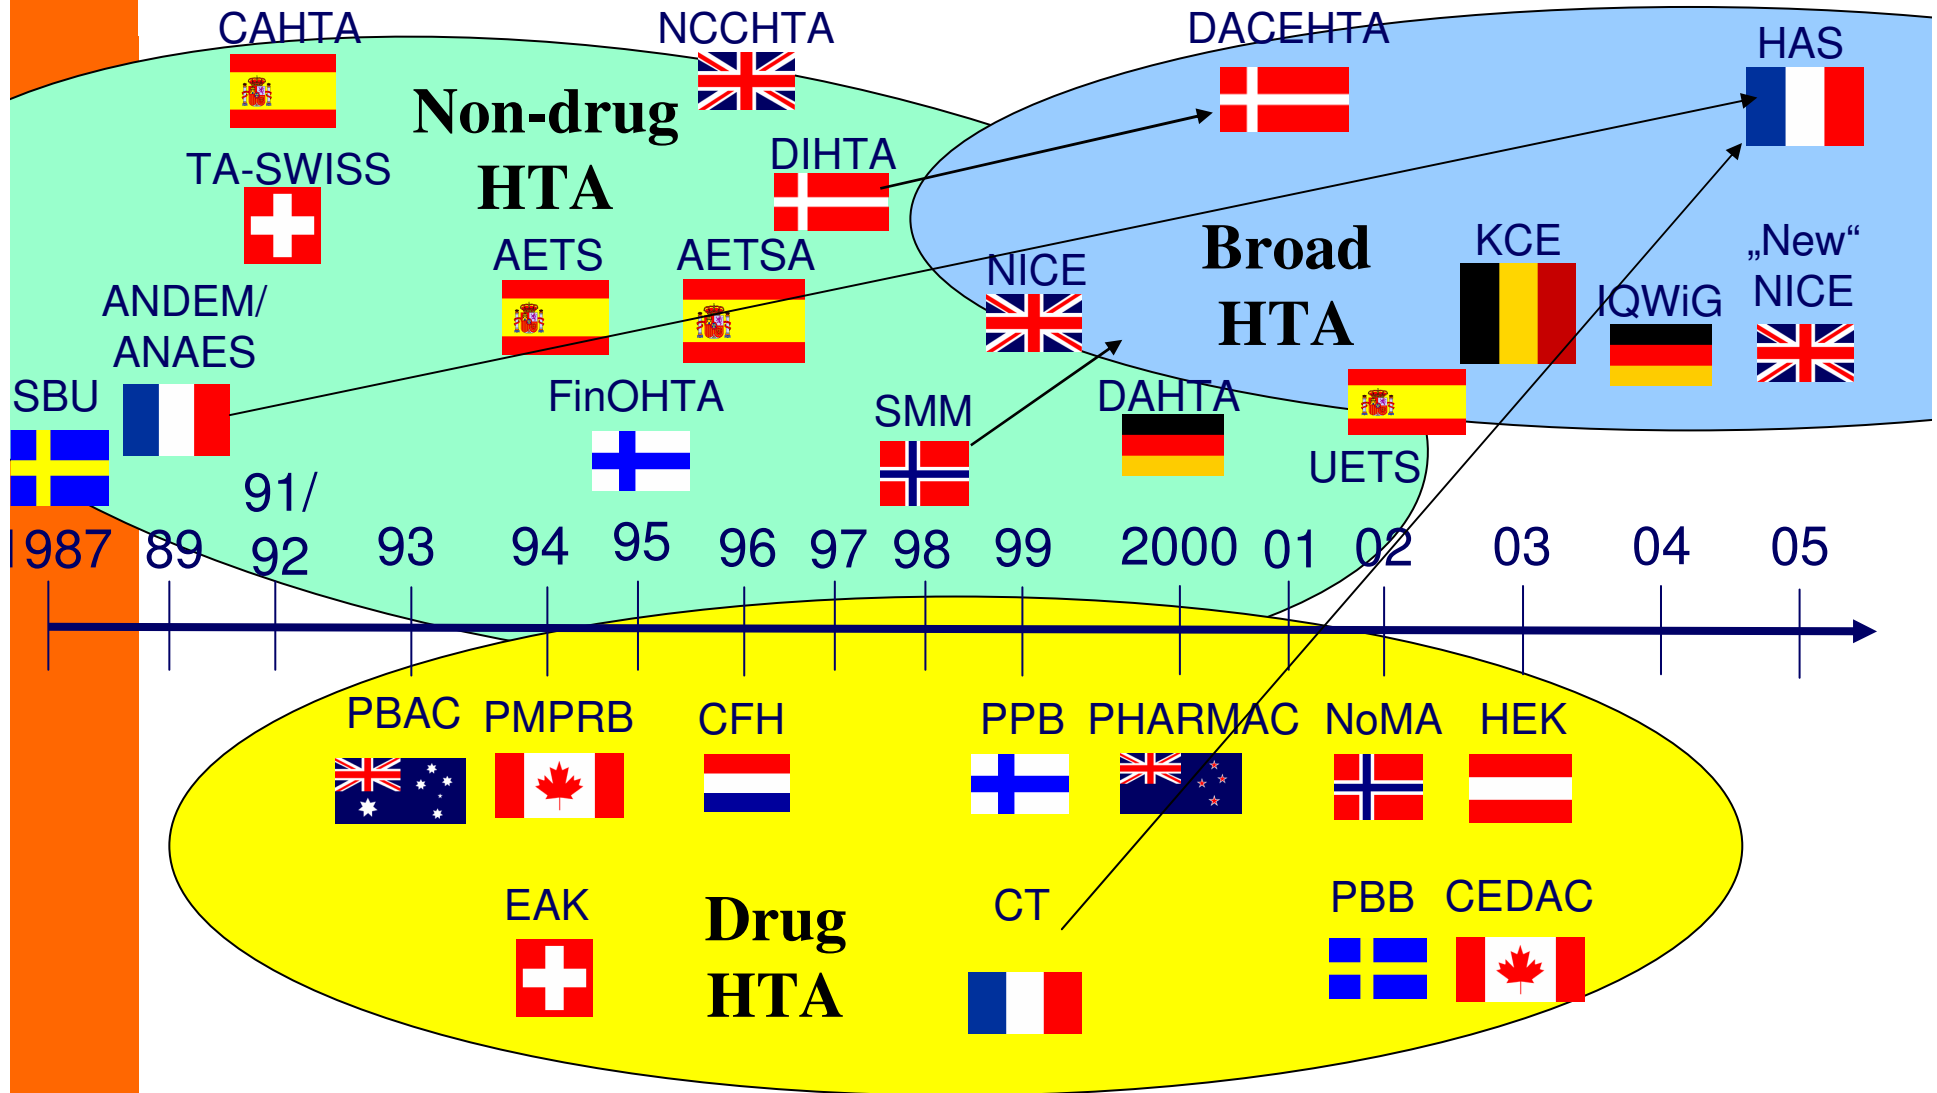 CAHTA
NCCHTA
DACEHTA
HAS
Non-drug
HTA
TA-SWISS
DIHTA
AETS
AETSA
NICE
Broad
HTA
KCE
IQWiG
„New“
NICE
ANDEM/
ANAES
SBU
FinOHTA
SMM
DAHTA
UETS
1987
89
91/
92
93
94
95
96
97
98
99
2000
01
02
03
04
05
PBAC
PMPRB
CFH
PPB
PHARMAC
NoMA
HEK
EAK
Drug
HTA
CT
PBB
CEDAC